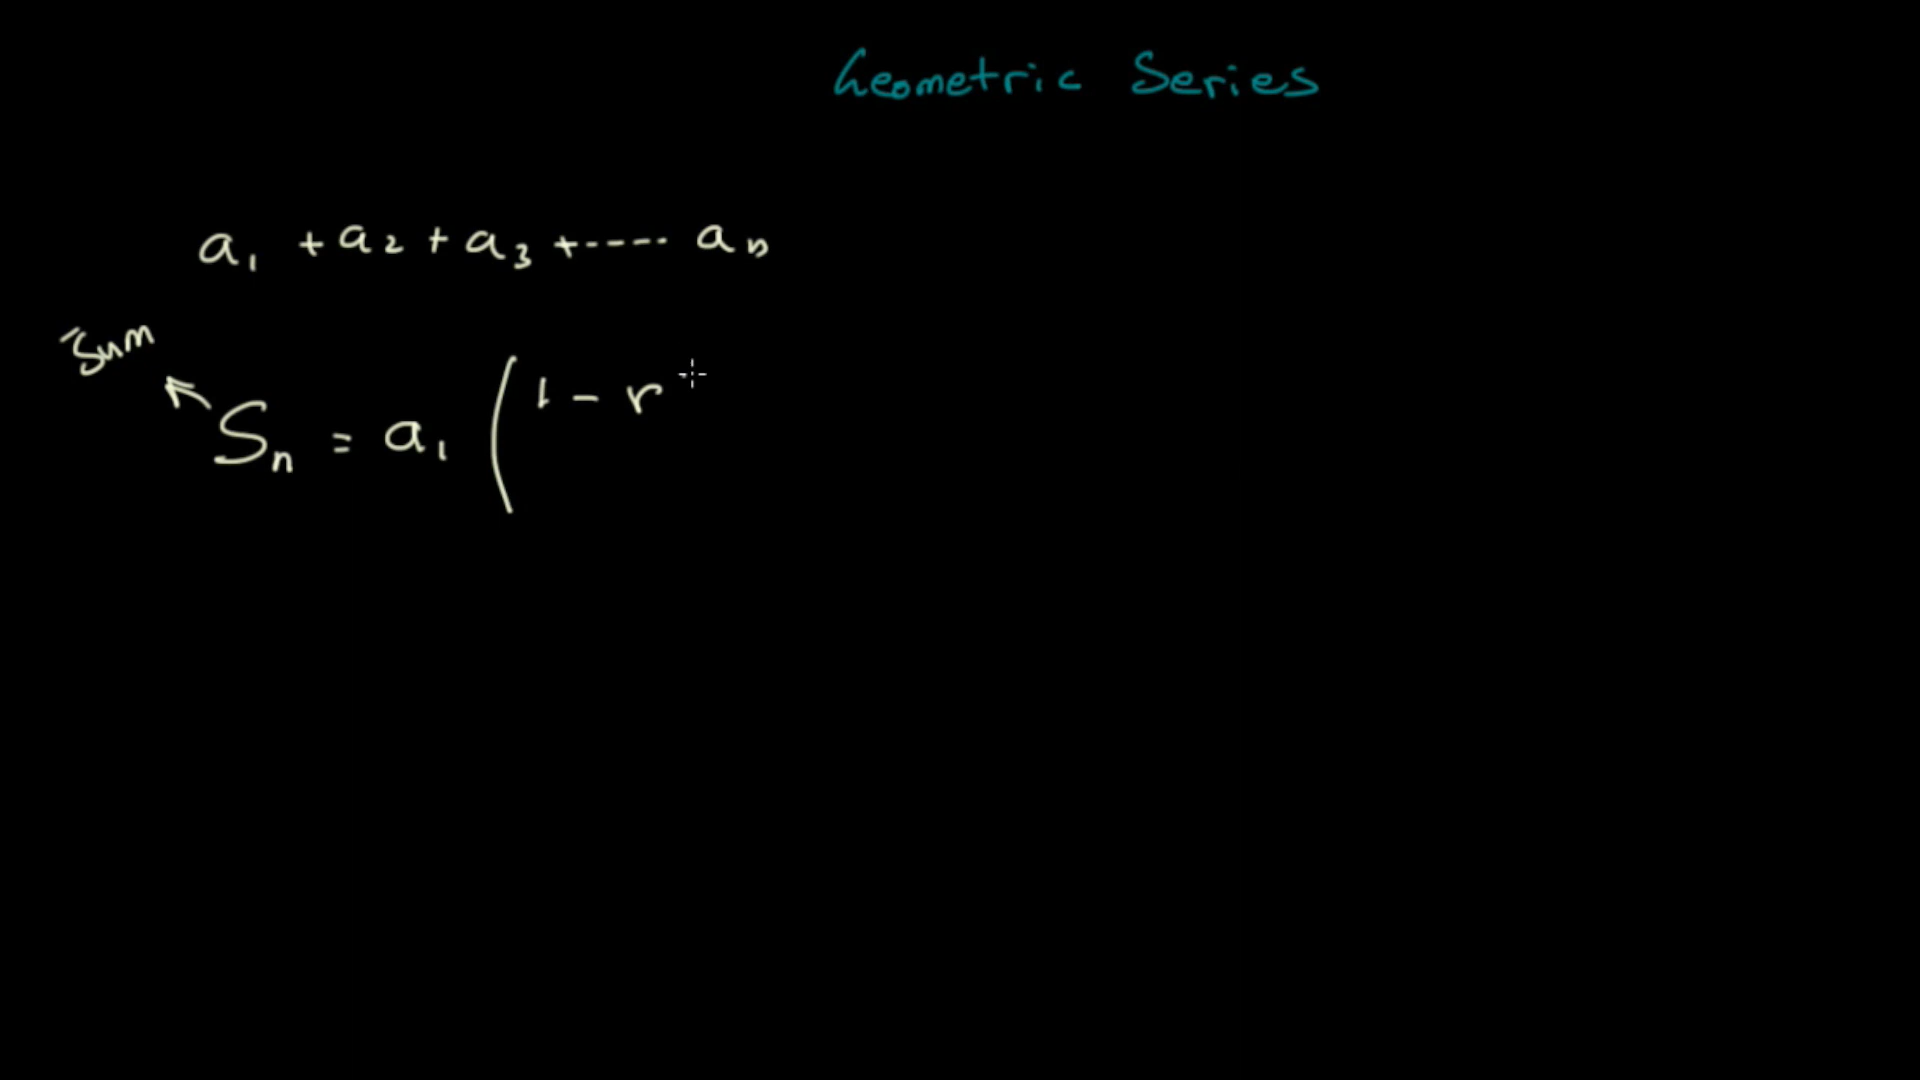 Geometric Series
a₁ + a₂ + a₃ + ----- aₙ
Sum
Sₙ = a₁ ( 1 - r